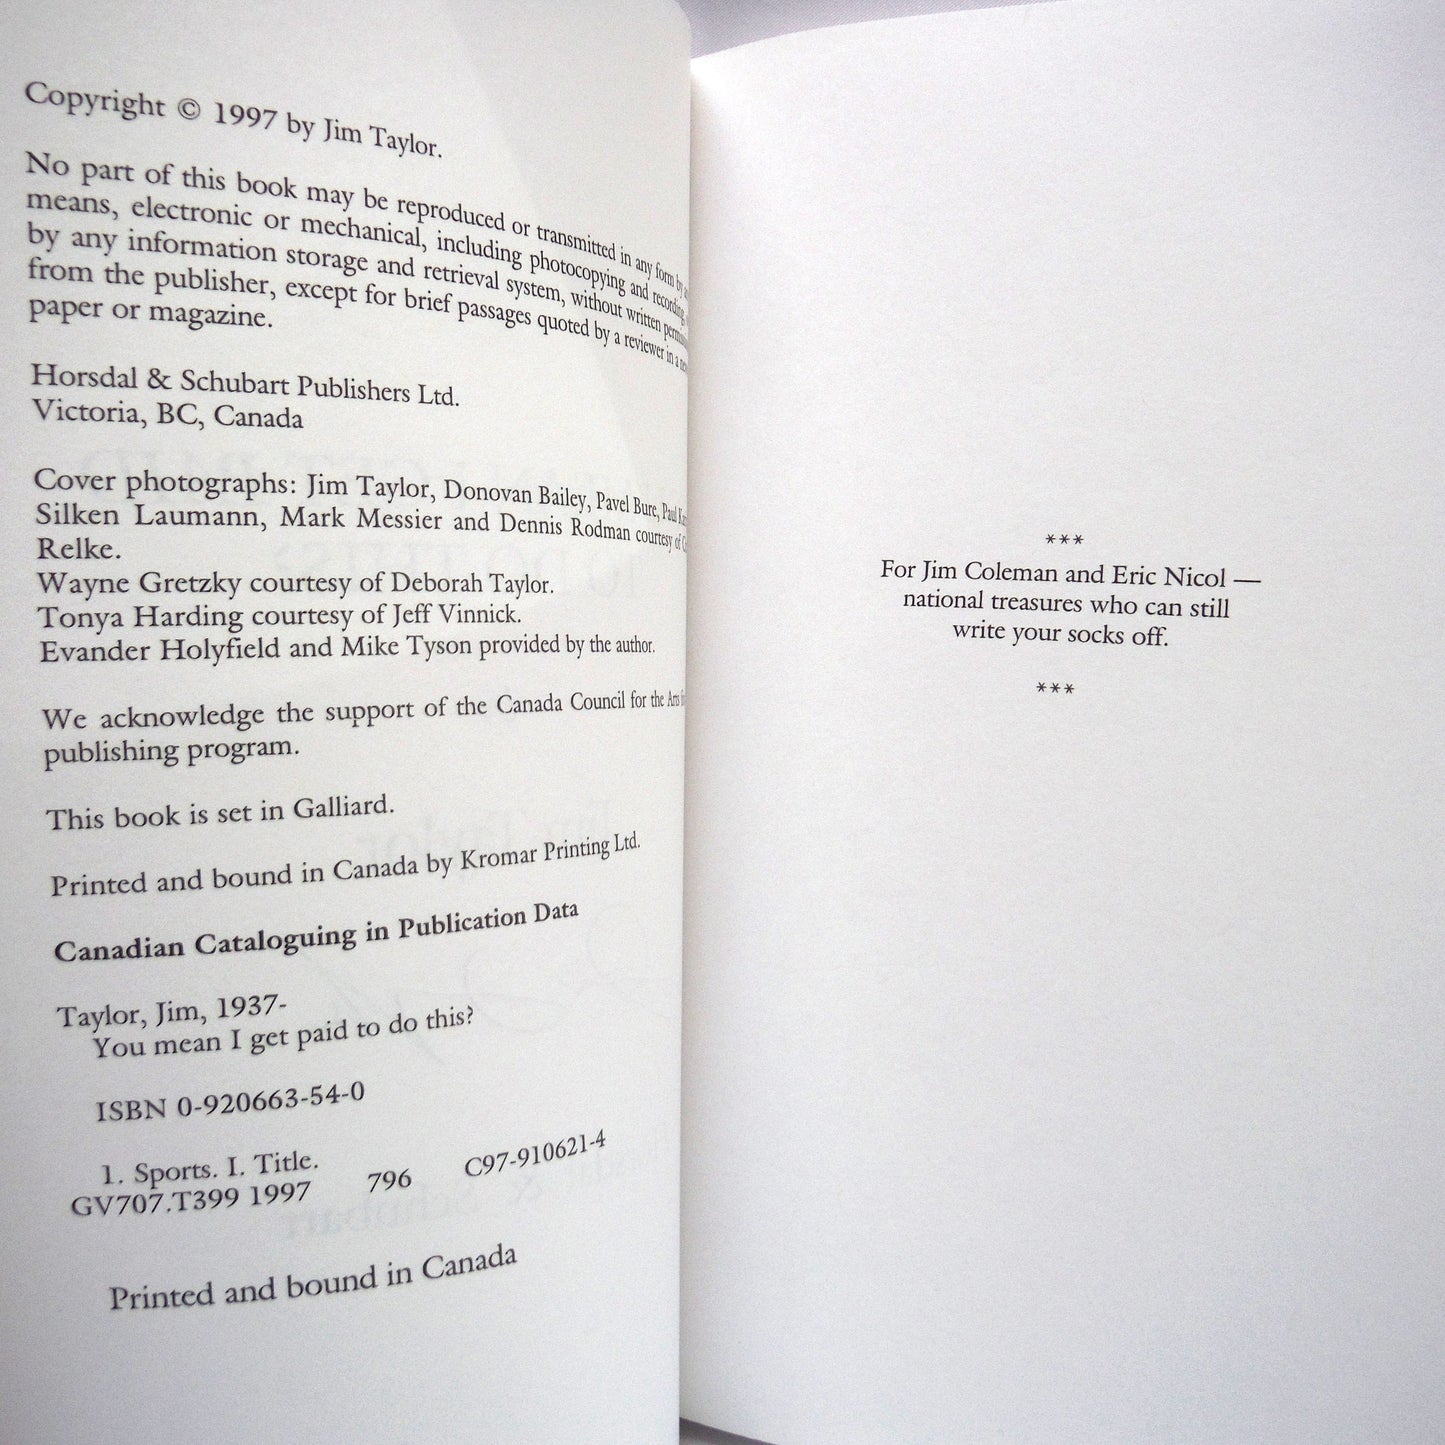 Copyright © 1997 by Jim Taylor.
No part of this book may be reproduced or transmitted in any form by
means, electronic or mechanical, including photocopying and recording,
by any information storage and retrieval system, without written
from the publisher, except for brief passages quoted by a reviewer in a
paper or magazine.
Horsdal & Schubart Publishers Ltd.
Victoria, BC, Canada
Cover photographs: Jim Taylor, Donovan Bailey, Pavel Bure, Paul
Silken Laumann, Mark Messier and Dennis Rodman courtesy of
Relke.
Wayne Gretzky courtesy of Deborah Taylor.
Tonya Harding courtesy of Jeff Vinnick.
Evander Holyfield and Mike Tyson provided by the author.
We acknowledge the support of the Canada Council for the Arts
publishing program.
This book is set in Galliard.
Printed and bound in Canada by Kromar Printing Ltd.
Canadian Cataloguing in Publication Data
Taylor, Jim, 1937-
You mean I get paid to do this?
ISBN 0-920663-54-0
1. Sports. I. Title.
GV707.T399 1997 796 C97-910621-4
Printed and bound in Canada
***
For Jim Coleman and Eric Nicol —
national treasures who can still
write your socks off.
***